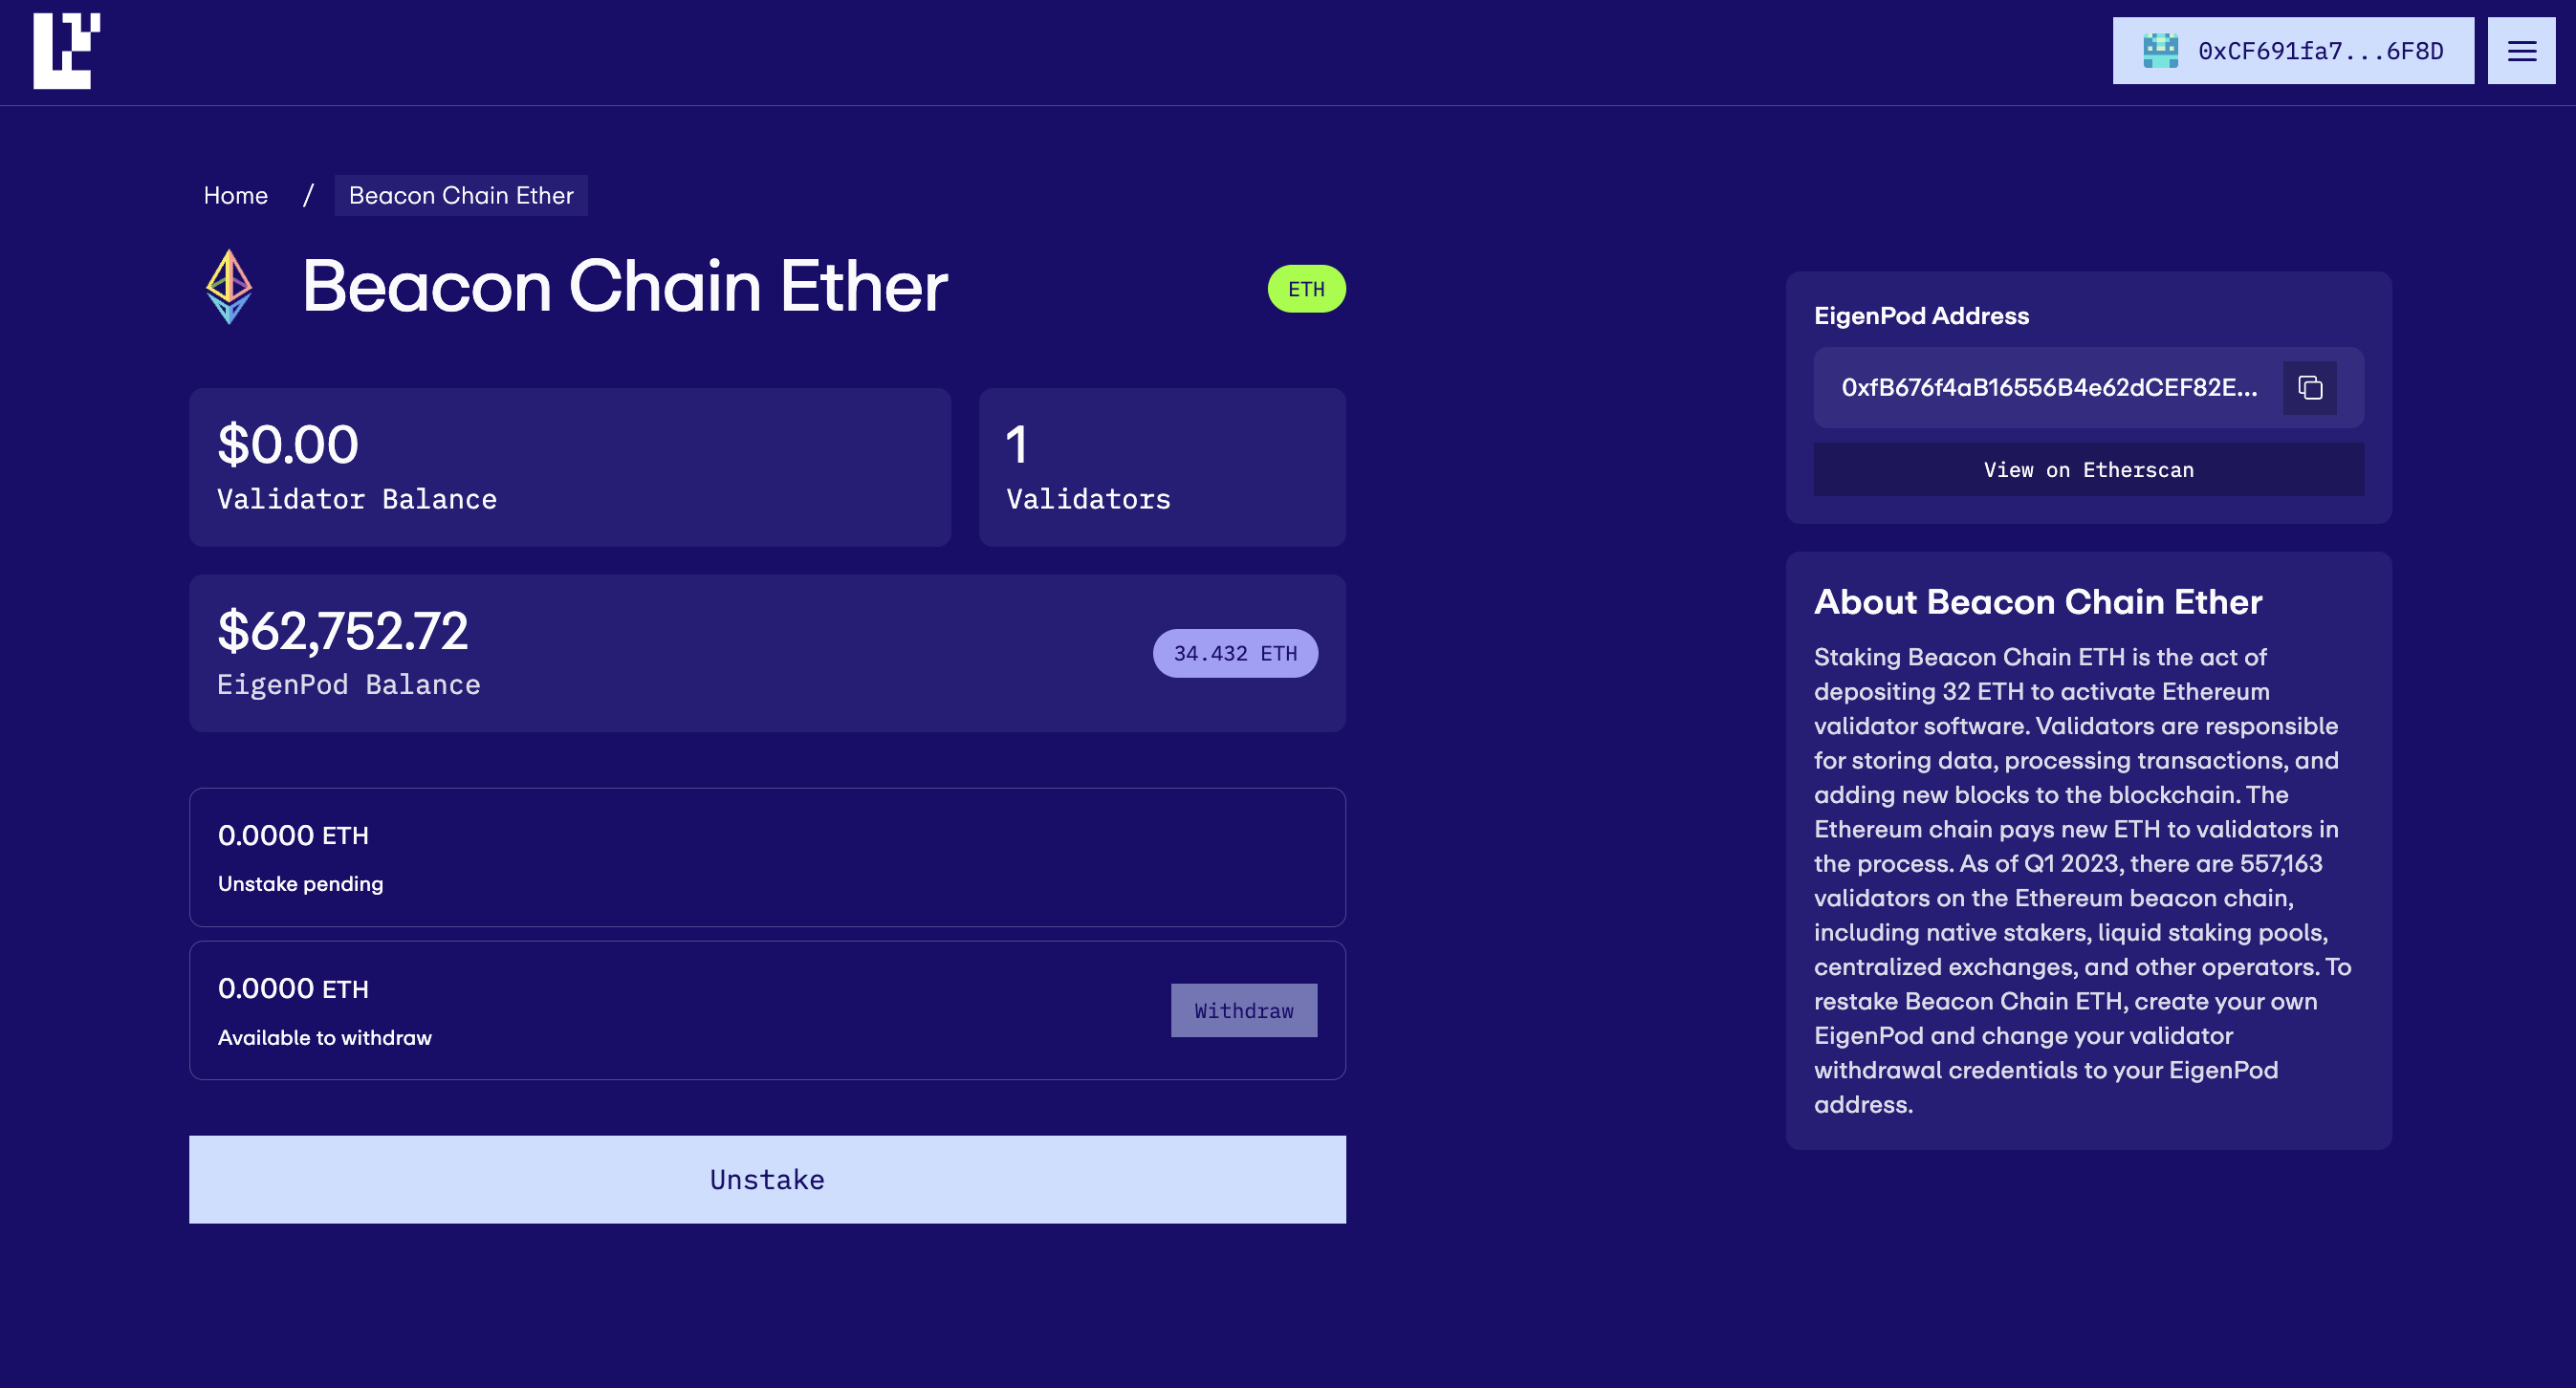 0xCF691fa7...6F8D
Home / Beacon Chain Ether
Beacon Chain Ether
ETH
$0.00
Validator Balance
1
Validators
$62,752.72
EigenPod Balance
34.432 ETH
0.0000 ETH
Unstake pending
0.0000 ETH
Available to withdraw
Withdraw
Unstake
EigenPod Address
0xfB676f4aB16556B4e62dCEF82E...
View on Etherscan
About Beacon Chain Ether
Staking Beacon Chain ETH is the act of
depositing 32 ETH to activate Ethereum
validator software. Validators are responsible
for storing data, processing transactions, and
adding new blocks to the blockchain. The
Ethereum chain pays new ETH to validators in
the process. As of Q1 2023, there are 557,163
validators on the Ethereum beacon chain,
including native stakers, liquid staking pools,
centralized exchanges, and other operators. To
restake Beacon Chain ETH, create your own
EigenPod and change your validator
withdrawal credentials to your EigenPod
address.